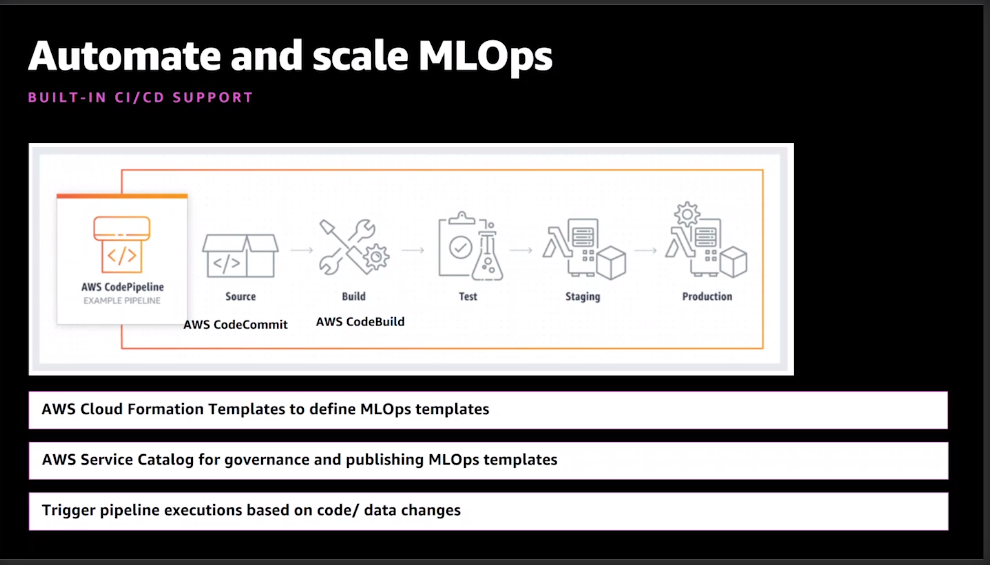 Automate and scale MLOps
BUILT-IN CI/CD SUPPORT
</>
AWS CodePipeline
EXAMPLE PIPELINE
</>
Source
Build
Test
Staging
Production
AWS CodeCommit
AWS CodeBuild
AWS Cloud Formation Templates to define MLOps templates
AWS Service Catalog for governance and publishing MLOps templates
Trigger pipeline executions based on code/ data changes